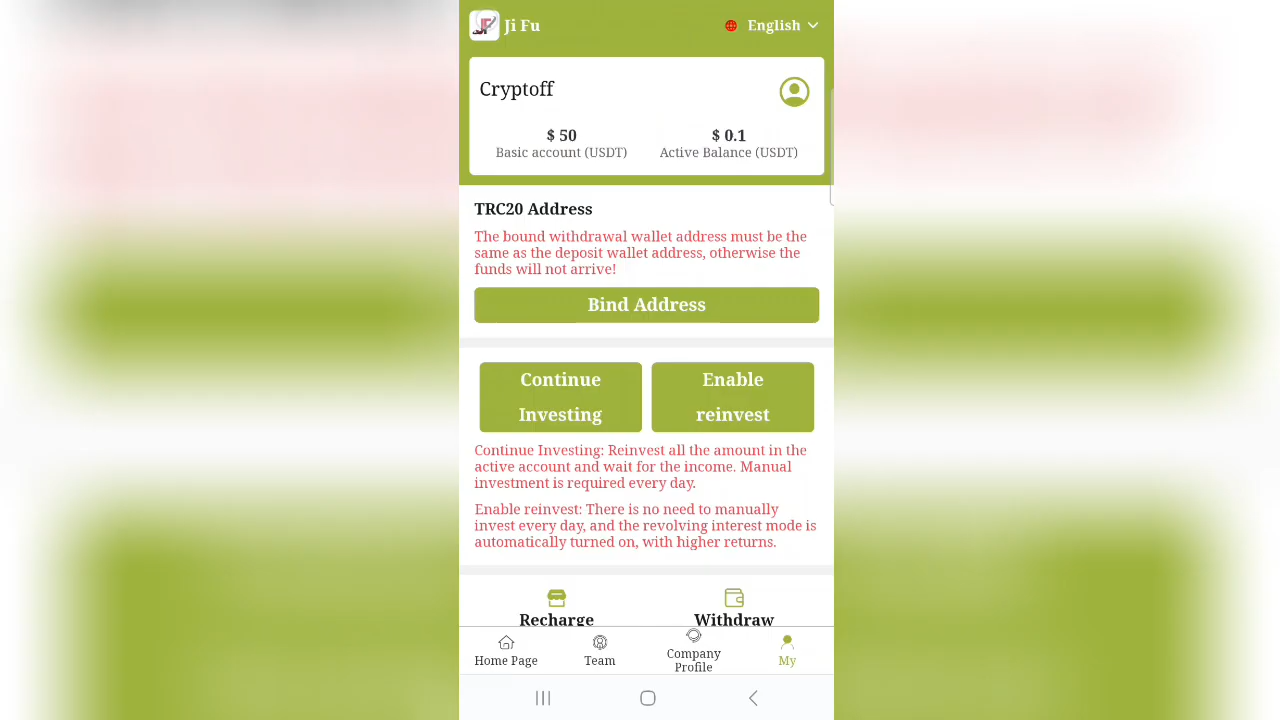 Ji Fu
English
Cryptoff
$ 50
Basic account (USDT)
$ 0.1
Active Balance (USDT)
TRC20 Address
The bound withdrawal wallet address must be the
same as the deposit wallet address, otherwise the
funds will not arrive!
Bind Address
Continue
Investing
Enable
reinvest
Continue Investing: Reinvest all the amount in the
active account and wait for the income. Manual
investment is required every day.
Enable reinvest: There is no need to manually
invest every day, and the revolving interest mode is
automatically turned on, with higher returns.
Recharge
Withdraw
Home Page
Team
Company
Profile
My